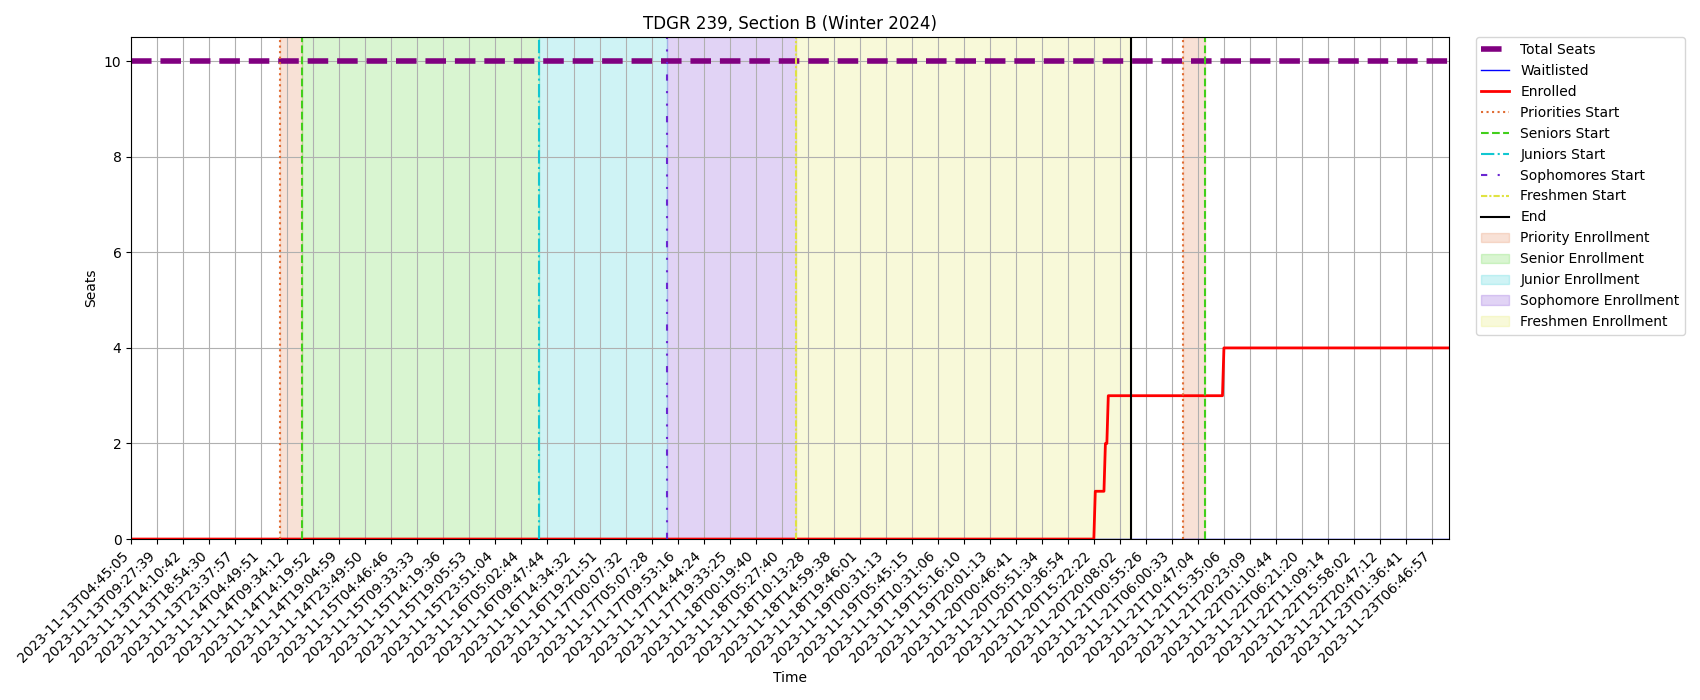 TDGR 239, Section B (Winter 2024)
Seats
10
8
6
4
2
0
2023-11-13T04:45:05
2023-11-13T09:27:39
2023-11-13T14:10:42
2023-11-13T18:54:30
2023-11-13T23:37:57
2023-11-14T04:49:51
2023-11-14T09:34:12
2023-11-14T14:19:52
2023-11-14T19:04:59
2023-11-14T23:49:50
2023-11-15T04:46:46
2023-11-15T09:33:33
2023-11-15T14:19:36
2023-11-15T19:05:53
2023-11-15T23:51:04
2023-11-16T05:02:44
2023-11-16T09:47:44
2023-11-16T14:34:32
2023-11-16T19:21:51
2023-11-17T00:07:32
2023-11-17T05:07:28
2023-11-17T09:53:16
2023-11-17T14:44:24
2023-11-17T19:33:25
2023-11-18T00:19:40
2023-11-18T05:27:40
2023-11-18T10:13:28
2023-11-18T14:59:38
2023-11-18T19:46:01
2023-11-19T00:31:13
2023-11-19T05:45:15
2023-11-19T10:31:06
2023-11-19T15:16:10
2023-11-19T20:01:13
2023-11-20T00:46:41
2023-11-20T05:51:34
2023-11-20T10:36:54
2023-11-20T15:22:22
2023-11-20T20:08:02
2023-11-21T00:55:26
2023-11-21T06:00:33
2023-11-21T10:47:04
2023-11-21T15:35:06
2023-11-21T20:23:09
2023-11-22T01:10:44
2023-11-22T06:21:20
2023-11-22T11:09:14
2023-11-22T15:58:02
2023-11-22T20:47:12
2023-11-23T01:36:41
2023-11-23T06:46:57
Time
Total Seats
Waitlisted
Enrolled
Priorities Start
Seniors Start
Juniors Start
Sophomores Start
Freshmen Start
End
Priority Enrollment
Senior Enrollment
Junior Enrollment
Sophomore Enrollment
Freshmen Enrollment